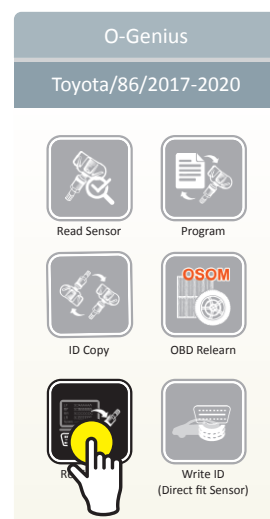 O-Genius
Toyota/86/2017-2020
Read Sensor
Program
OSOM
ID Copy
OBD Relearn
Write ID
(Direct fit Sensor)